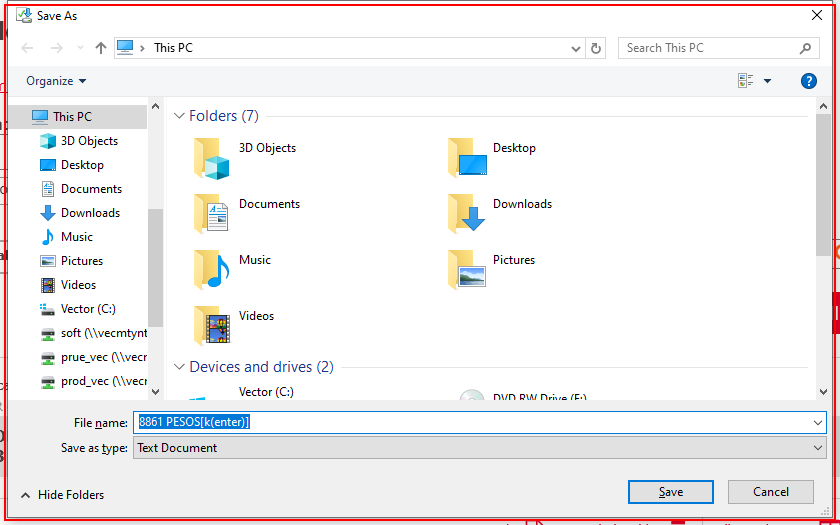 Save As
This PC
Search This PC
Organize
This PC
3D Objects
Desktop
Documents
Downloads
Music
Pictures
Videos
Vector (C:)
soft (\\vecmtynt
prue_vec (\\vecr
prod_vec (\\vecr
Folders (7)
3D Objects
Desktop
Documents
Downloads
Music
Pictures
Videos
Devices and drives (2)
Vector (C:)
DVD RW Drive (F:)
File name: 8861 PESOS[k(enter)]
Save as type: Text Document
Hide Folders
Save
Cancel